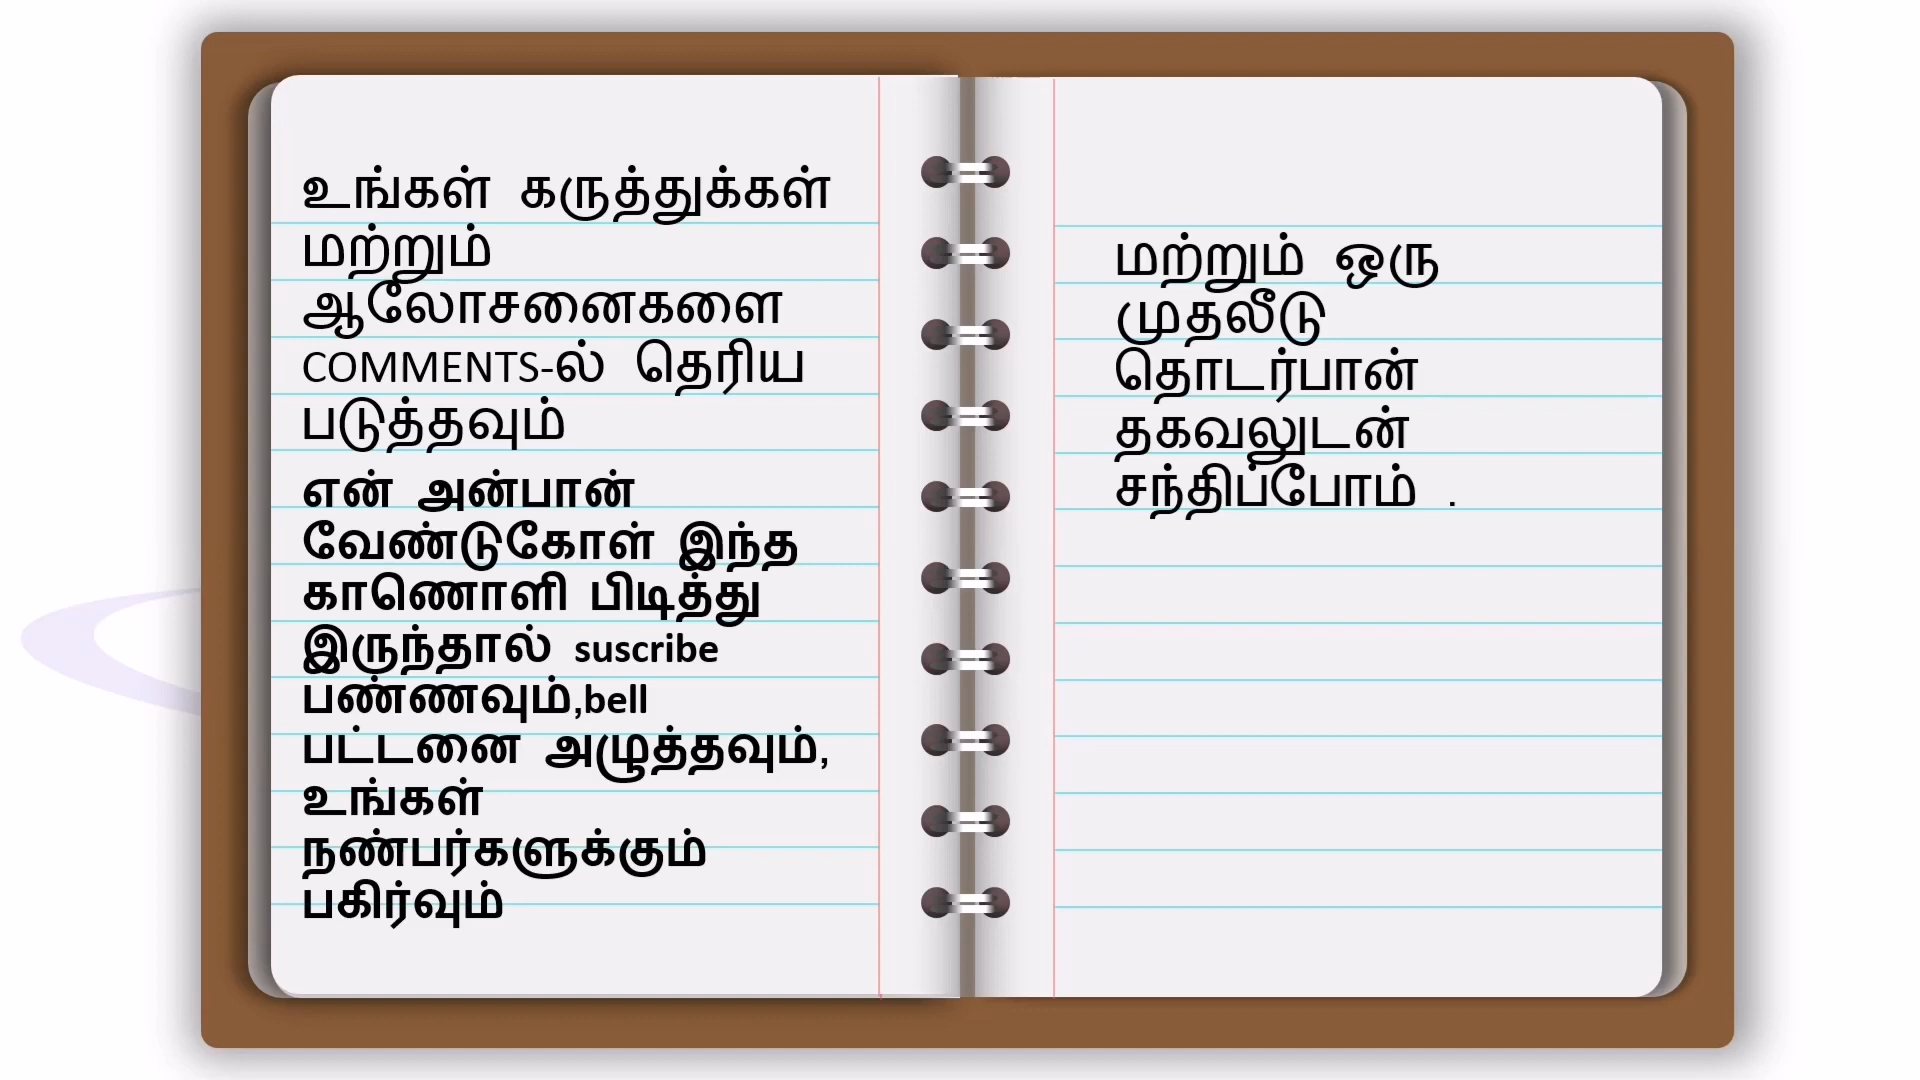 உங்கள் கருத்துக்கள்
மற்றும்
ஆலோசனைகளை
COMMENTS-ல் தெரிய
படுத்தவும்
என் அன்பான்
வேண்டுகோள் இந்த
காணொளி பிடித்து
இருந்தால் suscribe
பண்ணவும்,bell
பட்டனை அழுத்தவும்,
உங்கள்
நண்பர்களுக்கும்
பகிர்வும்
மற்றும் ஒரு
முதலீடு
தொடர்பான்
தகவலுடன்
சந்திப்போம் .